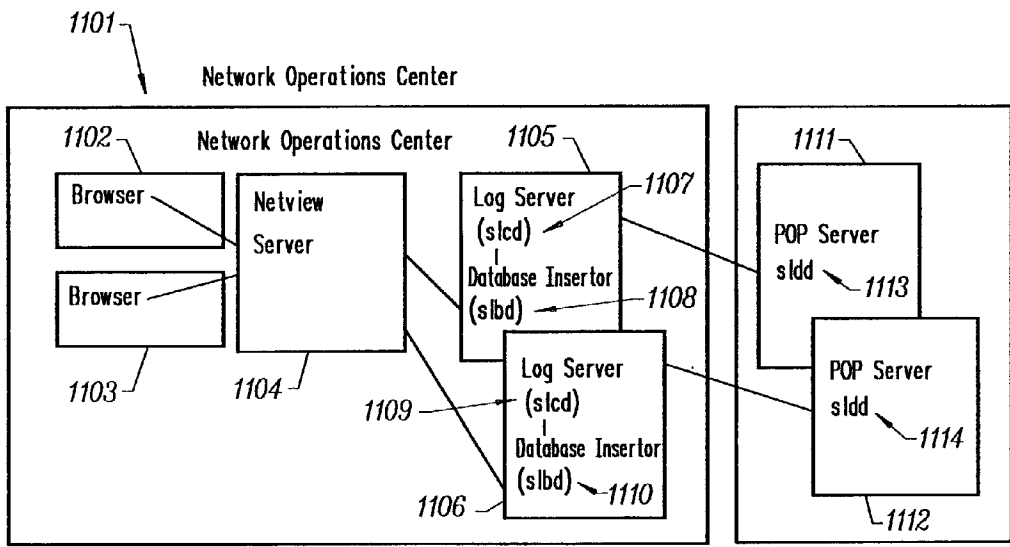 1101
Network Operations Center
Network Operations Center
1102
1105
1111
Browser
Netview
Server
Log Server
(slcd)
1107
Database Insertor
(slbd)
1108
POP Server
sldd
1113
Browser
1103
1104
Log Server
1109
(slcd)
Database Insertor
(slbd)
1110
1106
POP Server
sldd
1114
1112